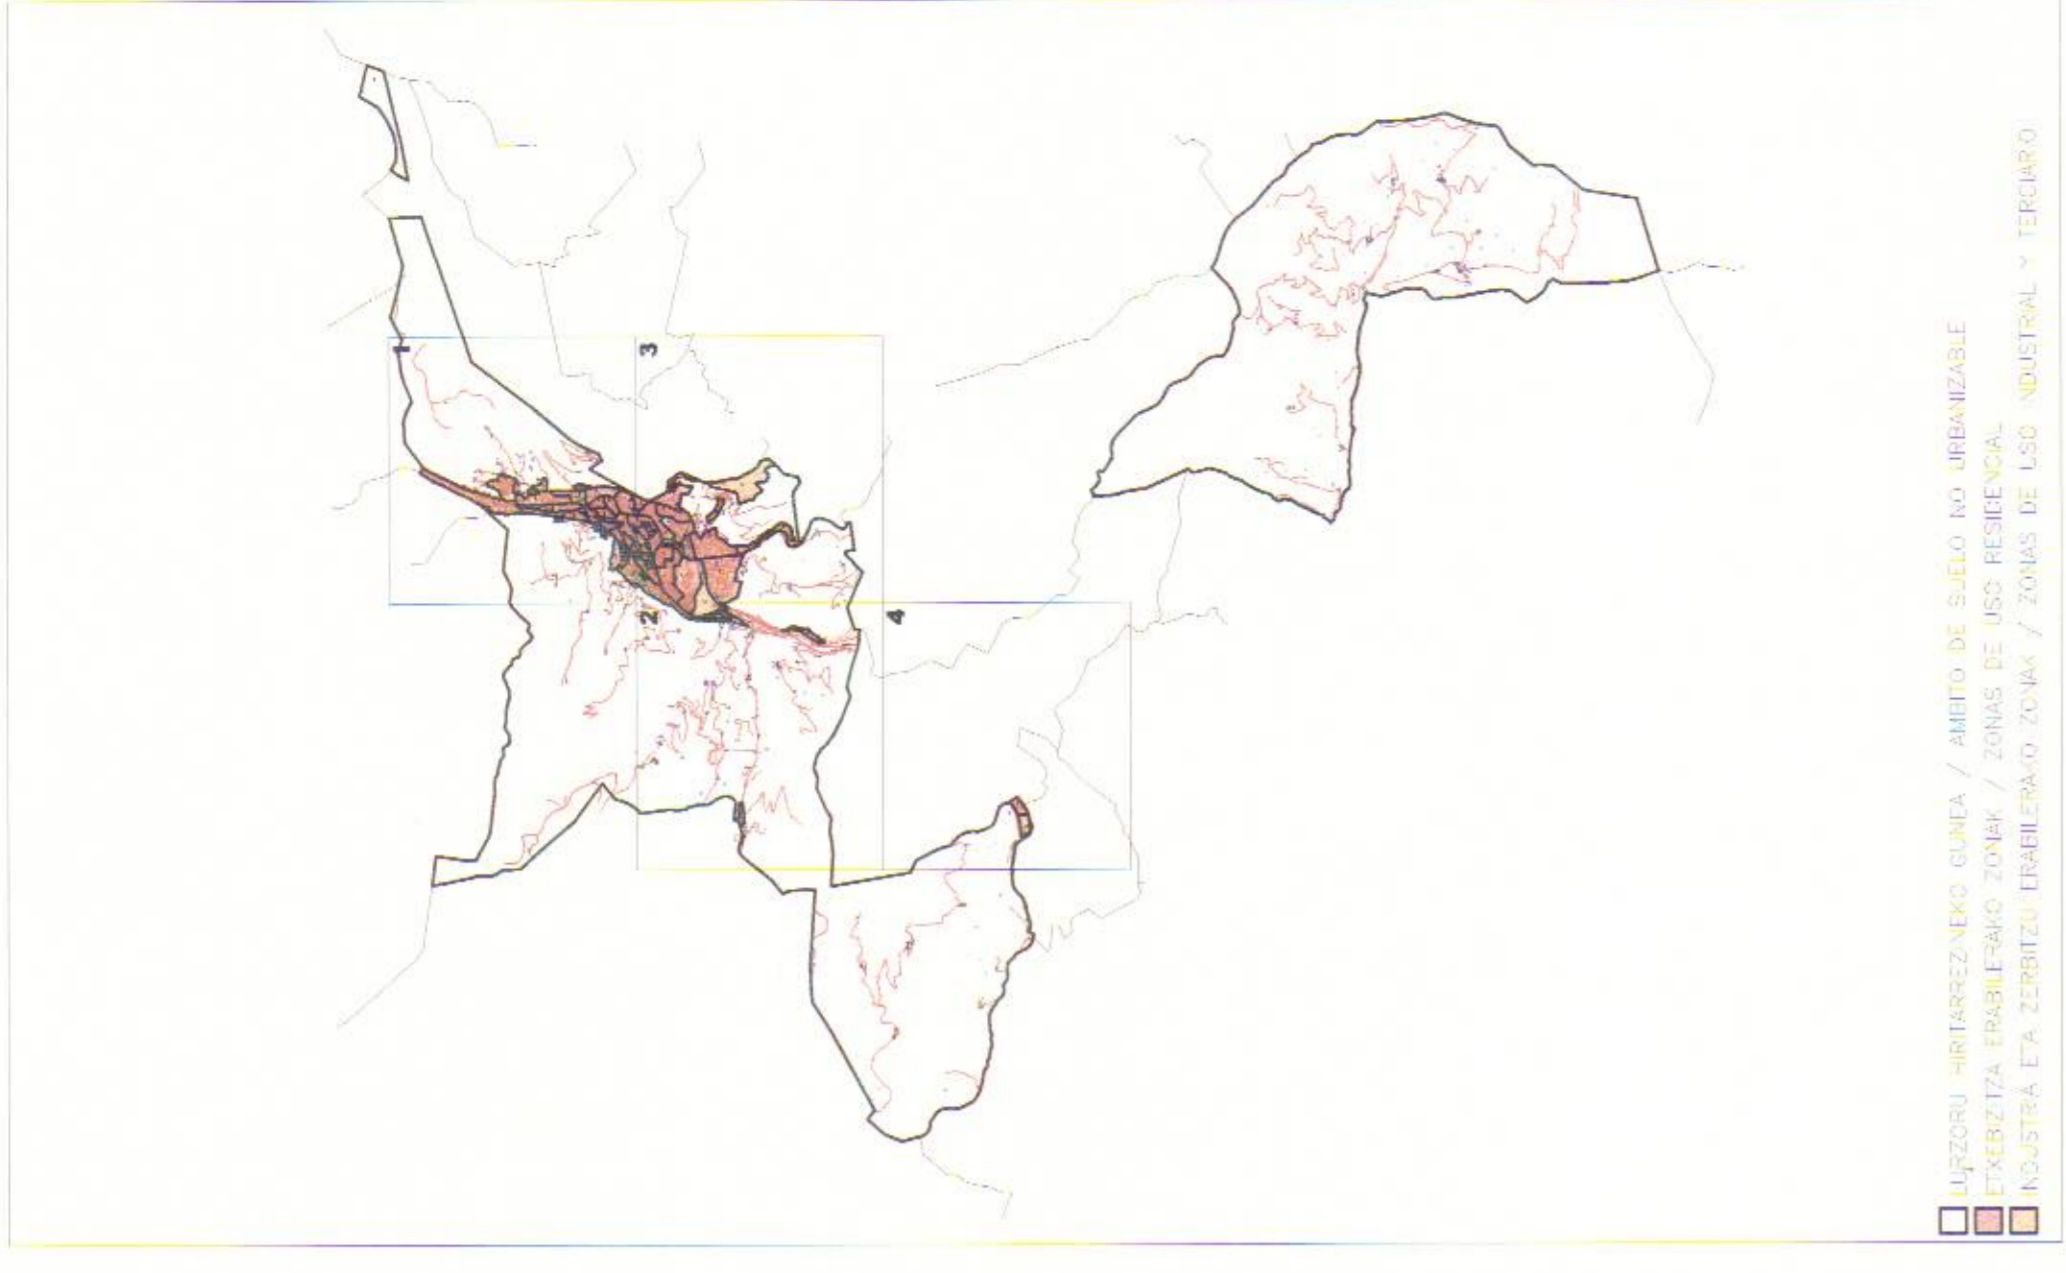 1
3
2
4
LURZORU HIRITARREZINEKO GUNEA / AMBITO DE SUELO NO URBANIZABLE
ETXEBIZITZA ERABILERAKO ZONAK / ZONAS DE USO RESIDENCIAL
INDUSTRIA ETA ZERBITZU ERABILERAKO ZONAK / ZONAS DE USO INDUSTRIAL Y TERCIARO